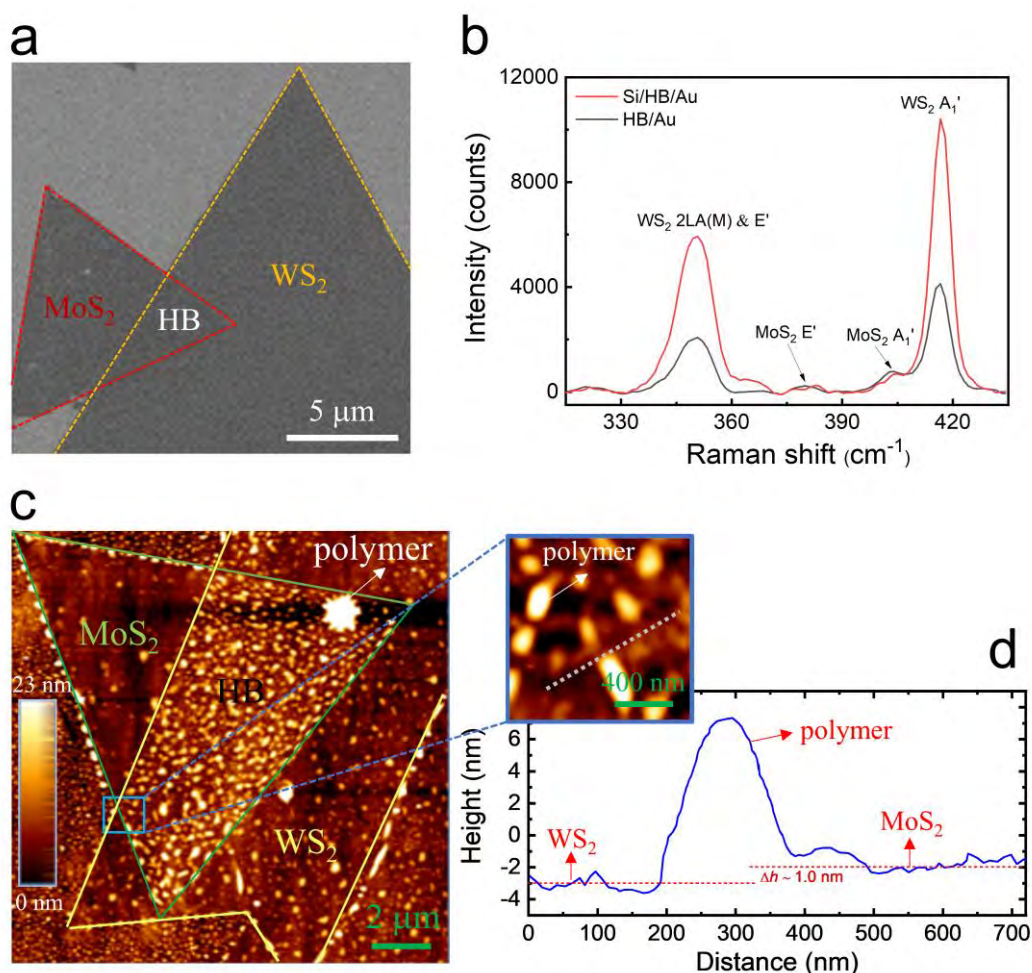 a
MoS₂
HB
WS₂
5 μm
b
12000
8000
4000
0
Intensity (counts)
Si/HB/Au
HB/Au
WS₂ A₁'
WS₂ 2LA(M) & E'
MoS₂ E'
MoS₂ A₁'
330
360
390
420
Raman shift (cm⁻¹)
c
polymer
MoS₂
HB
WS₂
23 nm
0 nm
2 μm
polymer
400 nm
d
6
4
2
0
-2
-4
Height (nm)
polymer
WS₂
MoS₂
Δh ~ 1.0 nm
0
100
200
300
400
500
600
700
Distance (nm)